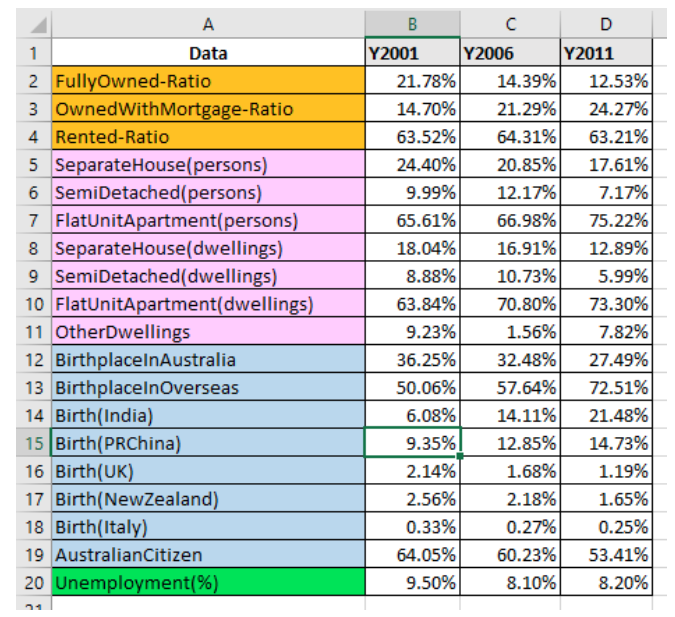 A B C D
1 Data Y2001 Y2006 Y2011
2 FullyOwned-Ratio 21.78% 14.39% 12.53%
3 OwnedWithMortgage-Ratio 14.70% 21.29% 24.27%
4 Rented-Ratio 63.52% 64.31% 63.21%
5 SeparateHouse(persons) 24.40% 20.85% 17.61%
6 SemiDetached(persons) 9.99% 12.17% 7.17%
7 FlatUnitApartment(persons) 65.61% 66.98% 75.22%
8 SeparateHouse(dwellings) 18.04% 16.91% 12.89%
9 SemiDetached(dwellings) 8.88% 10.73% 5.99%
10 FlatUnitApartment(dwellings) 63.84% 70.80% 73.30%
11 OtherDwellings 9.23% 1.56% 7.82%
12 BirthplaceInAustralia 36.25% 32.48% 27.49%
13 BirthplaceInOverseas 50.06% 57.64% 72.51%
14 Birth(India) 6.08% 14.11% 21.48%
15 Birth(PRChina) 9.35% 12.85% 14.73%
16 Birth(UK) 2.14% 1.68% 1.19%
17 Birth(NewZealand) 2.56% 2.18% 1.65%
18 Birth(Italy) 0.33% 0.27% 0.25%
19 AustralianCitizen 64.05% 60.23% 53.41%
20 Unemployment(%) 9.50% 8.10% 8.20%